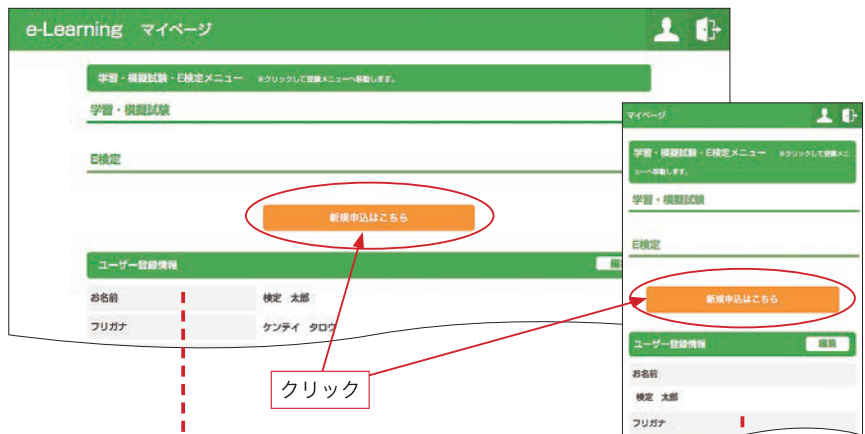 e-Learning マイページ
学習・模擬試験・E検定メニュー ※クリックして受験メニューへ移動します。
学習・模擬試験
E検定
新規申込はこちら
ユーザー登録情報 編集
お名前 検定 太郎
フリガナ ケンテイ タロウ
クリック
マイページ
学習・模擬試験・E検定メニュー ※クリックして受験メニ
ューへ移動します。
学習・模擬試験
E検定
新規申込はこちら
ユーザー登録情報 編集
お名前
検定 太郎
フリガナ